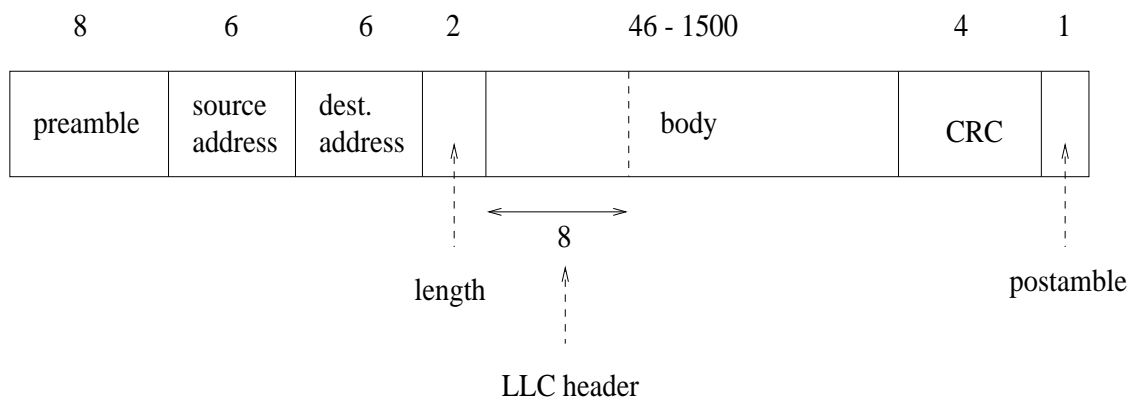 8 6 6 2 46 - 1500 4 1
preamble
source
address
dest.
address
body
CRC
8
length
postamble
LLC header